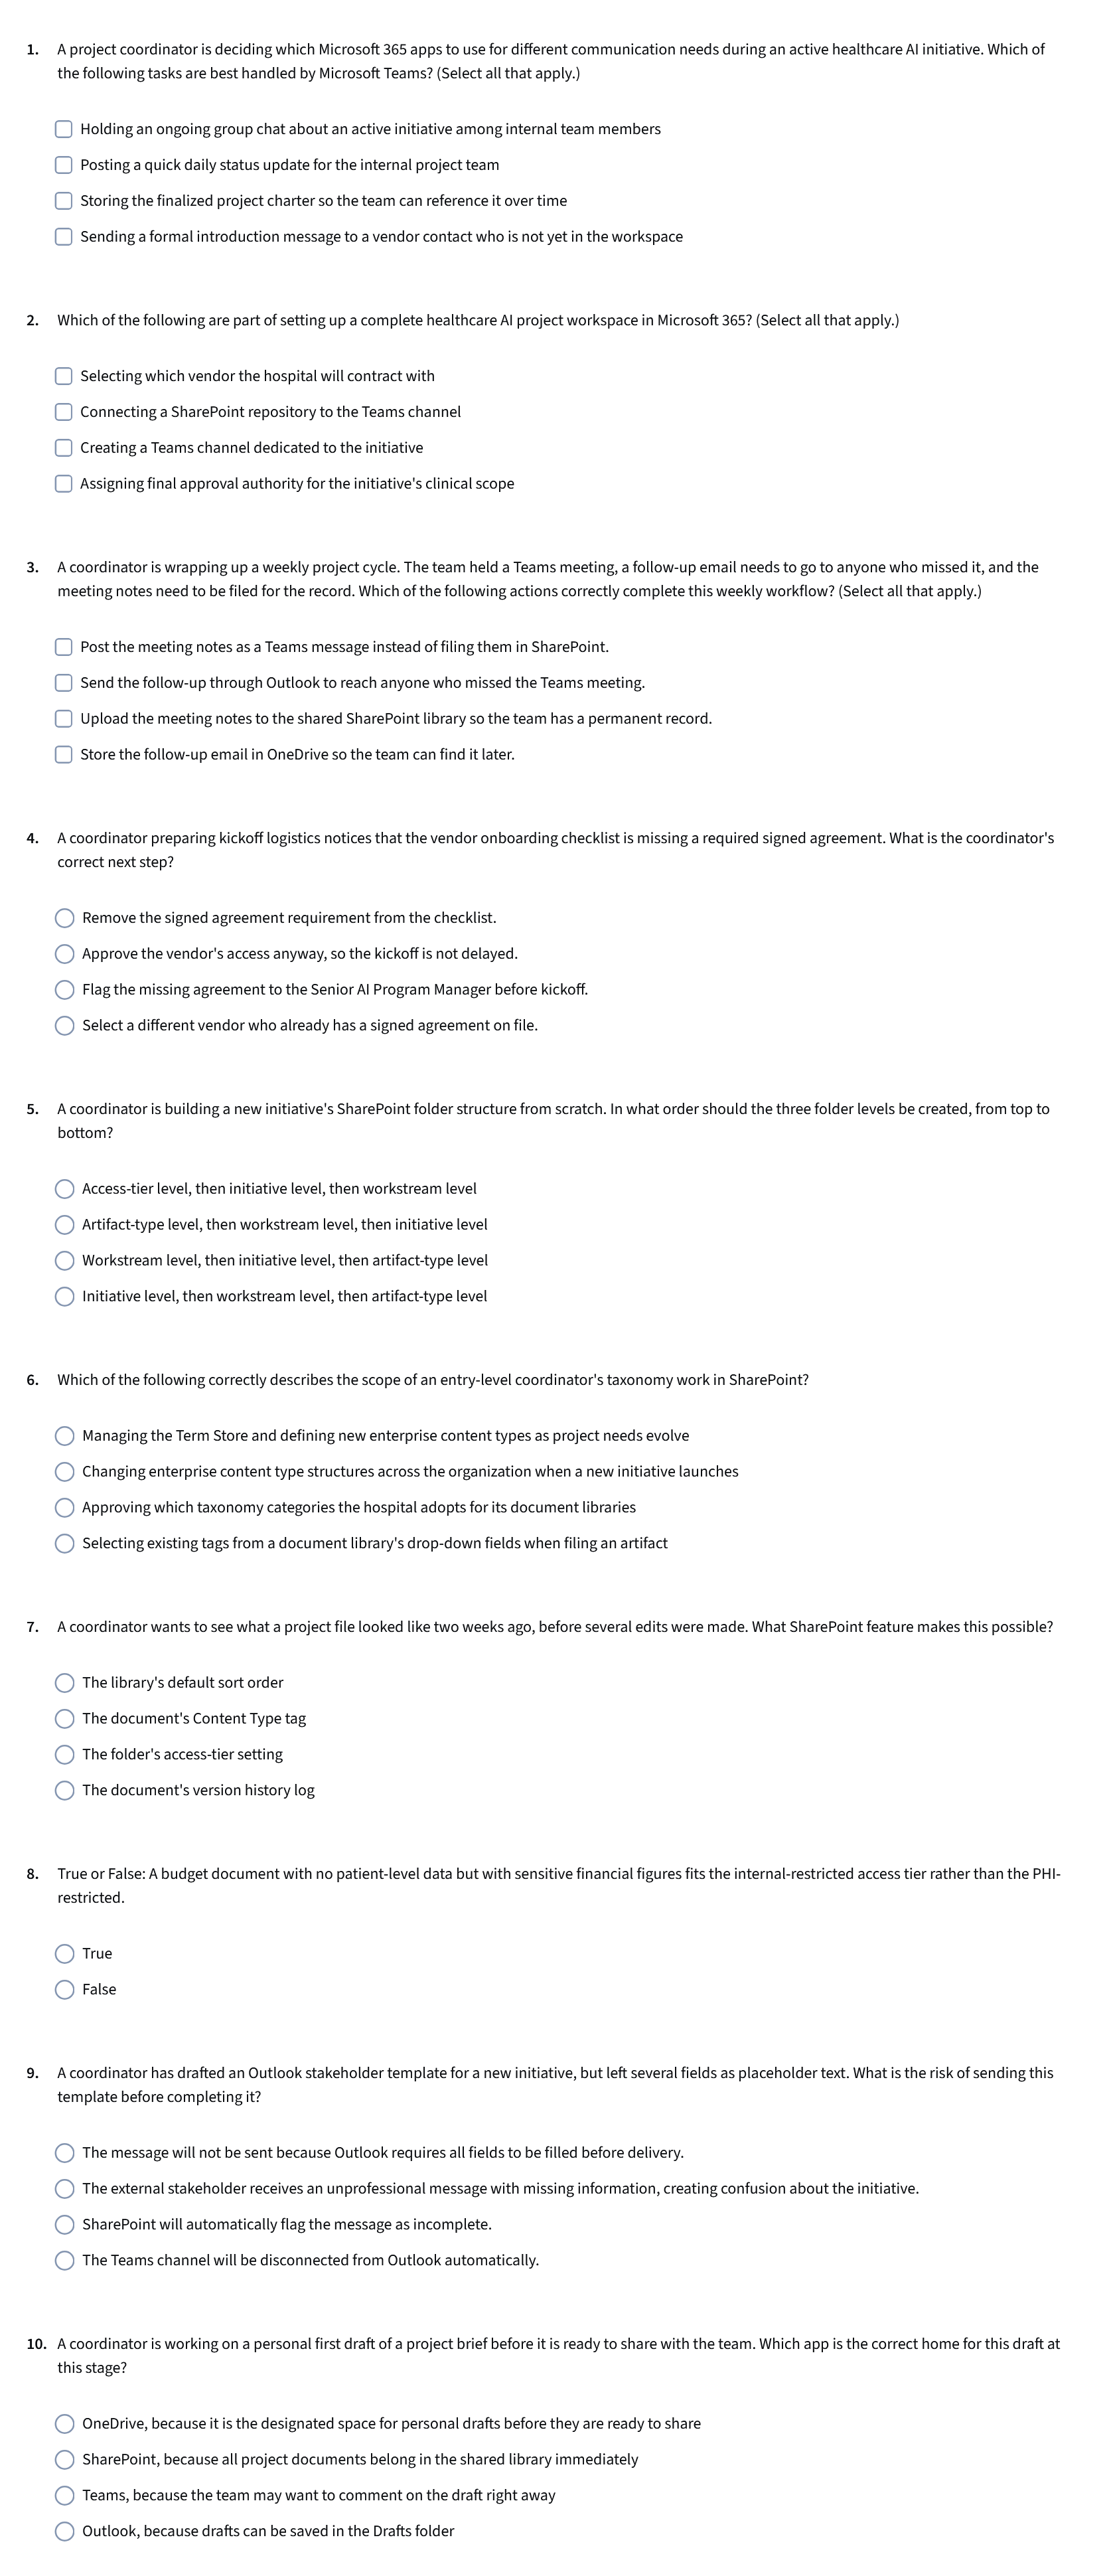 1. A project coordinator is deciding which Microsoft 365 apps to use for different communication needs during an active healthcare AI initiative. Which of
the following tasks are best handled by Microsoft Teams? (Select all that apply.)
Holding an ongoing group chat about an active initiative among internal team members
Posting a quick daily status update for the internal project team
Storing the finalized project charter so the team can reference it over time
Sending a formal introduction message to a vendor contact who is not yet in the workspace
2. Which of the following are part of setting up a complete healthcare AI project workspace in Microsoft 365? (Select all that apply.)
Selecting which vendor the hospital will contract with
Connecting a SharePoint repository to the Teams channel
Creating a Teams channel dedicated to the initiative
Assigning final approval authority for the initiative's clinical scope
3. A coordinator is wrapping up a weekly project cycle. The team held a Teams meeting, a follow-up email needs to go to anyone who missed it, and the
meeting notes need to be filed for the record. Which of the following actions correctly complete this weekly workflow? (Select all that apply.)
Post the meeting notes as a Teams message instead of filing them in SharePoint.
Send the follow-up through Outlook to reach anyone who missed the Teams meeting.
Upload the meeting notes to the shared SharePoint library so the team has a permanent record.
Store the follow-up email in OneDrive so the team can find it later.
4. A coordinator preparing kickoff logistics notices that the vendor onboarding checklist is missing a required signed agreement. What is the coordinator's
correct next step?
Remove the signed agreement requirement from the checklist.
Approve the vendor's access anyway, so the kickoff is not delayed.
Flag the missing agreement to the Senior AI Program Manager before kickoff.
Select a different vendor who already has a signed agreement on file.
5. A coordinator is building a new initiative's SharePoint folder structure from scratch. In what order should the three folder levels be created, from top to
bottom?
Access-tier level, then initiative level, then workstream level
Artifact-type level, then workstream level, then initiative level
Workstream level, then initiative level, then artifact-type level
Initiative level, then workstream level, then artifact-type level
6. Which of the following correctly describes the scope of an entry-level coordinator's taxonomy work in SharePoint?
Managing the Term Store and defining new enterprise content types as project needs evolve
Changing enterprise content type structures across the organization when a new initiative launches
Approving which taxonomy categories the hospital adopts for its document libraries
Selecting existing tags from a document library's drop-down fields when filing an artifact
7. A coordinator wants to see what a project file looked like two weeks ago, before several edits were made. What SharePoint feature makes this possible?
The library's default sort order
The document's Content Type tag
The folder's access-tier setting
The document's version history log
8. True or False: A budget document with no patient-level data but with sensitive financial figures fits the internal-restricted access tier rather than the PHI-
restricted.
True
False
9. A coordinator has drafted an Outlook stakeholder template for a new initiative, but left several fields as placeholder text. What is the risk of sending this
template before completing it?
The message will not be sent because Outlook requires all fields to be filled before delivery.
The external stakeholder receives an unprofessional message with missing information, creating confusion about the initiative.
SharePoint will automatically flag the message as incomplete.
The Teams channel will be disconnected from Outlook automatically.
10. A coordinator is working on a personal first draft of a project brief before it is ready to share with the team. Which app is the correct home for this draft at
this stage?
OneDrive, because it is the designated space for personal drafts before they are ready to share
SharePoint, because all project documents belong in the shared library immediately
Teams, because the team may want to comment on the draft right away
Outlook, because drafts can be saved in the Drafts folder